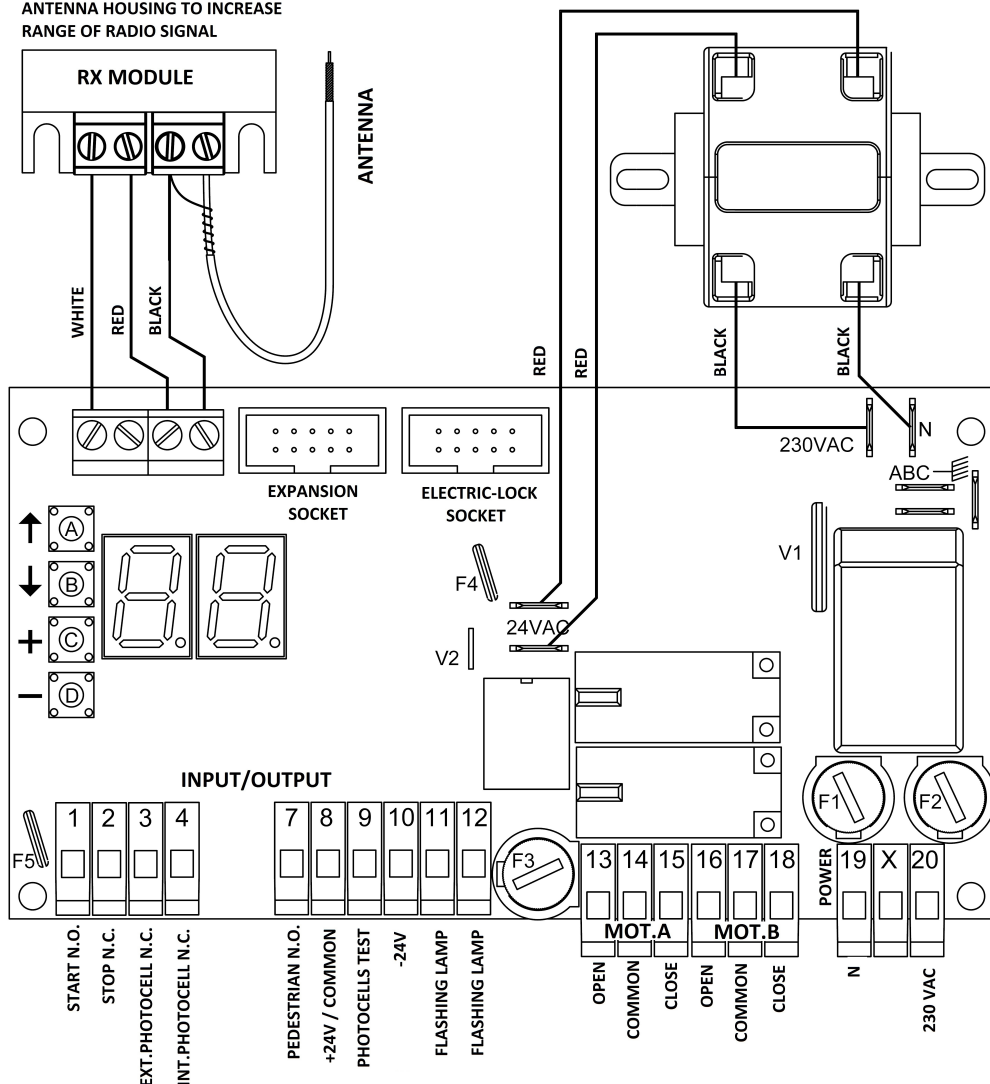 ANTENNA HOUSING TO INCREASE
RANGE OF RADIO SIGNAL
RX MODULE
ANTENNA
WHITE
RED
BLACK
RED
RED
BLACK
BLACK
230VAC
N
ABC
EXPANSION
SOCKET
ELECTRIC-LOCK
SOCKET
A
B
C
D
+
−
F4
24VAC
V2
V1
INPUT/OUTPUT
F5
1
2
3
4
7
8
9
10
11
12
F3
13
14
15
16
17
18
F1
F2
POWER
19
X
20
MOT.A
MOT.B
START N.O.
STOP N.C.
EXT.PHOTOCELL N.C.
INT.PHOTOCELL N.C.
PEDESTRIAN N.O.
+24V / COMMON
PHOTOCELLS TEST
-24V
FLASHING LAMP
FLASHING LAMP
OPEN
COMMON
CLOSE
OPEN
COMMON
CLOSE
N
230 VAC